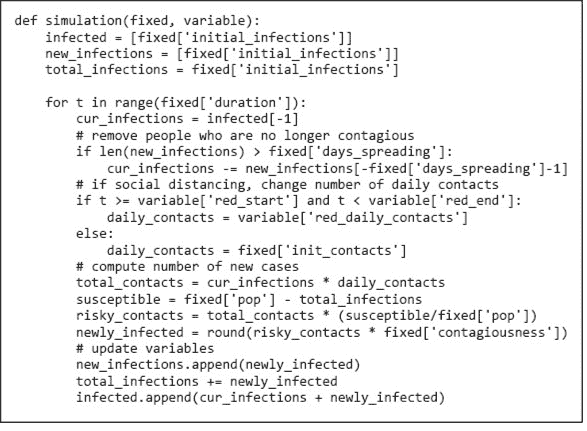 def simulation(fixed, variable):
    infected = [fixed['initial_infections']]
    new_infections = [fixed['initial_infections']]
    total_infections = fixed['initial_infections']

    for t in range(fixed['duration']):
        cur_infections = infected[-1]
        # remove people who are no longer contagious
        if len(new_infections) > fixed['days_spreading']:
            cur_infections -= new_infections[-fixed['days_spreading']-1]
        # if social distancing, change number of daily contacts
        if t >= variable['red_start'] and t < variable['red_end']:
            daily_contacts = variable['red_daily_contacts']
        else:
            daily_contacts = fixed['init_contacts']
        # compute number of new cases
        total_contacts = cur_infections * daily_contacts
        susceptible = fixed['pop'] - total_infections
        risky_contacts = total_contacts * (susceptible/fixed['pop'])
        newly_infected = round(risky_contacts * fixed['contagiousness'])
        # update variables
        new_infections.append(newly_infected)
        total_infections += newly_infected
        infected.append(cur_infections + newly_infected)